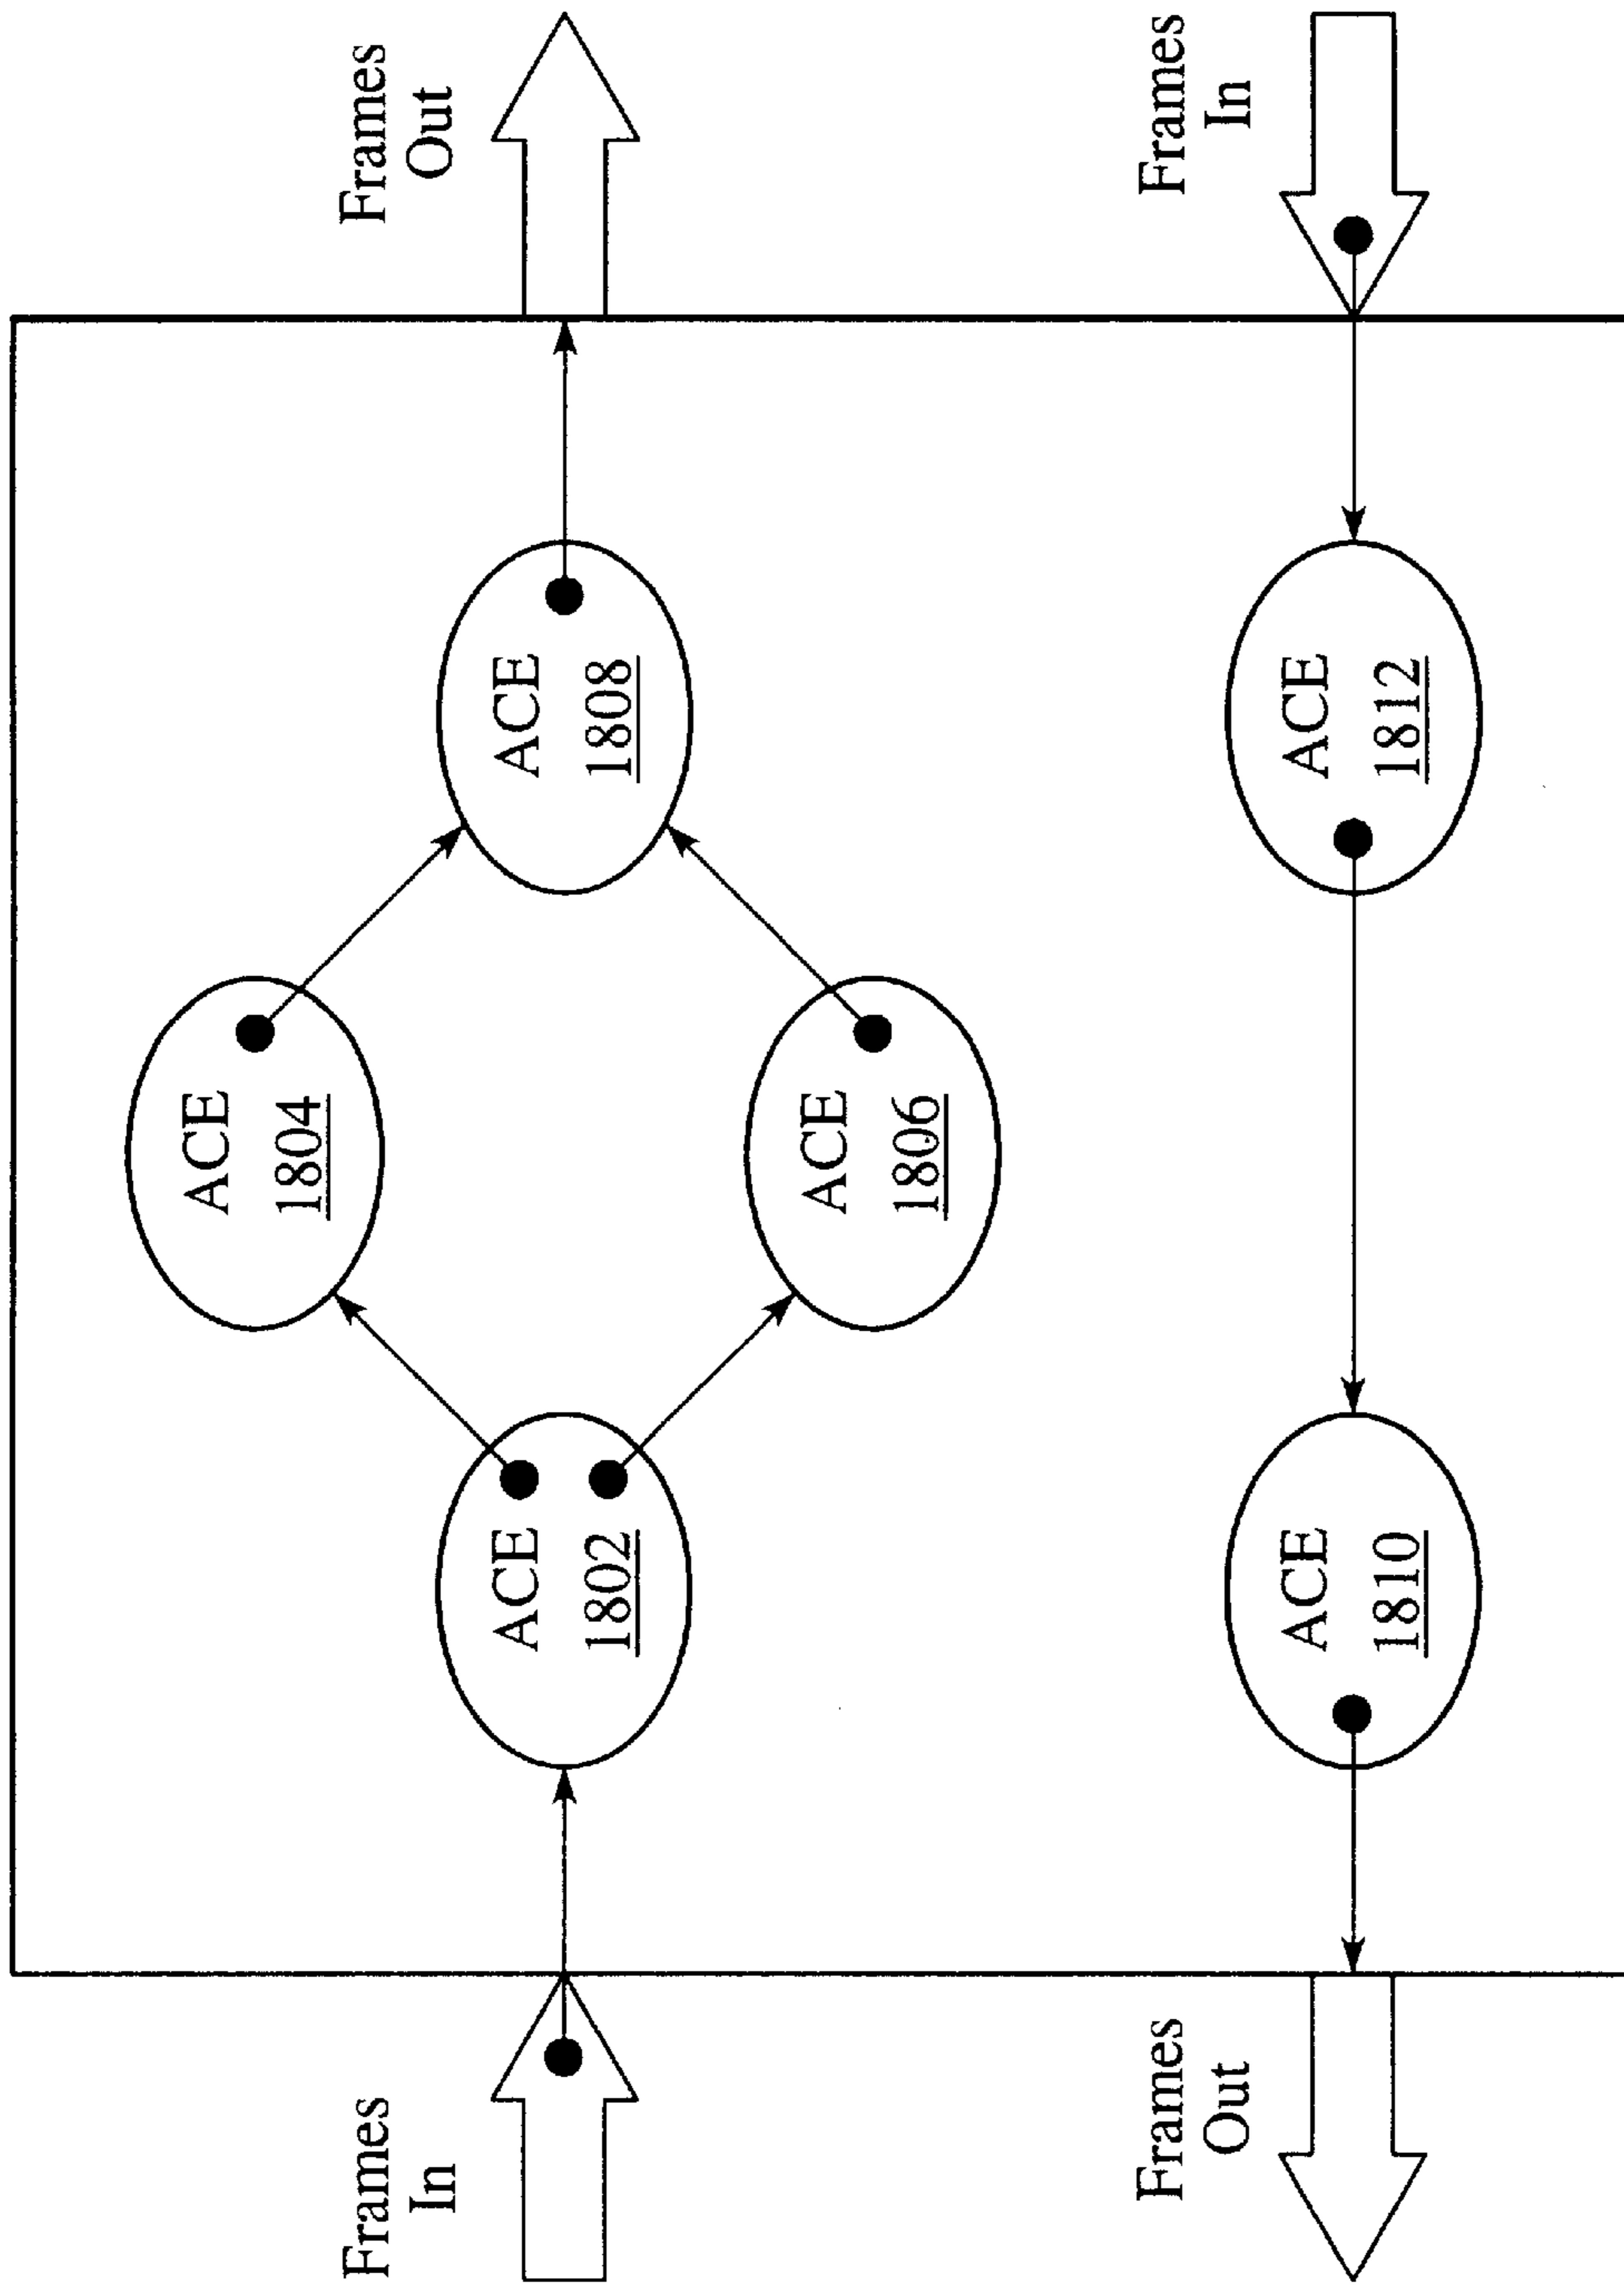 Frames
In
ACE
1802
ACE
1804
ACE
1806
ACE
1808
Frames
Out
Frames
Out
ACE
1810
ACE
1812
Frames
In